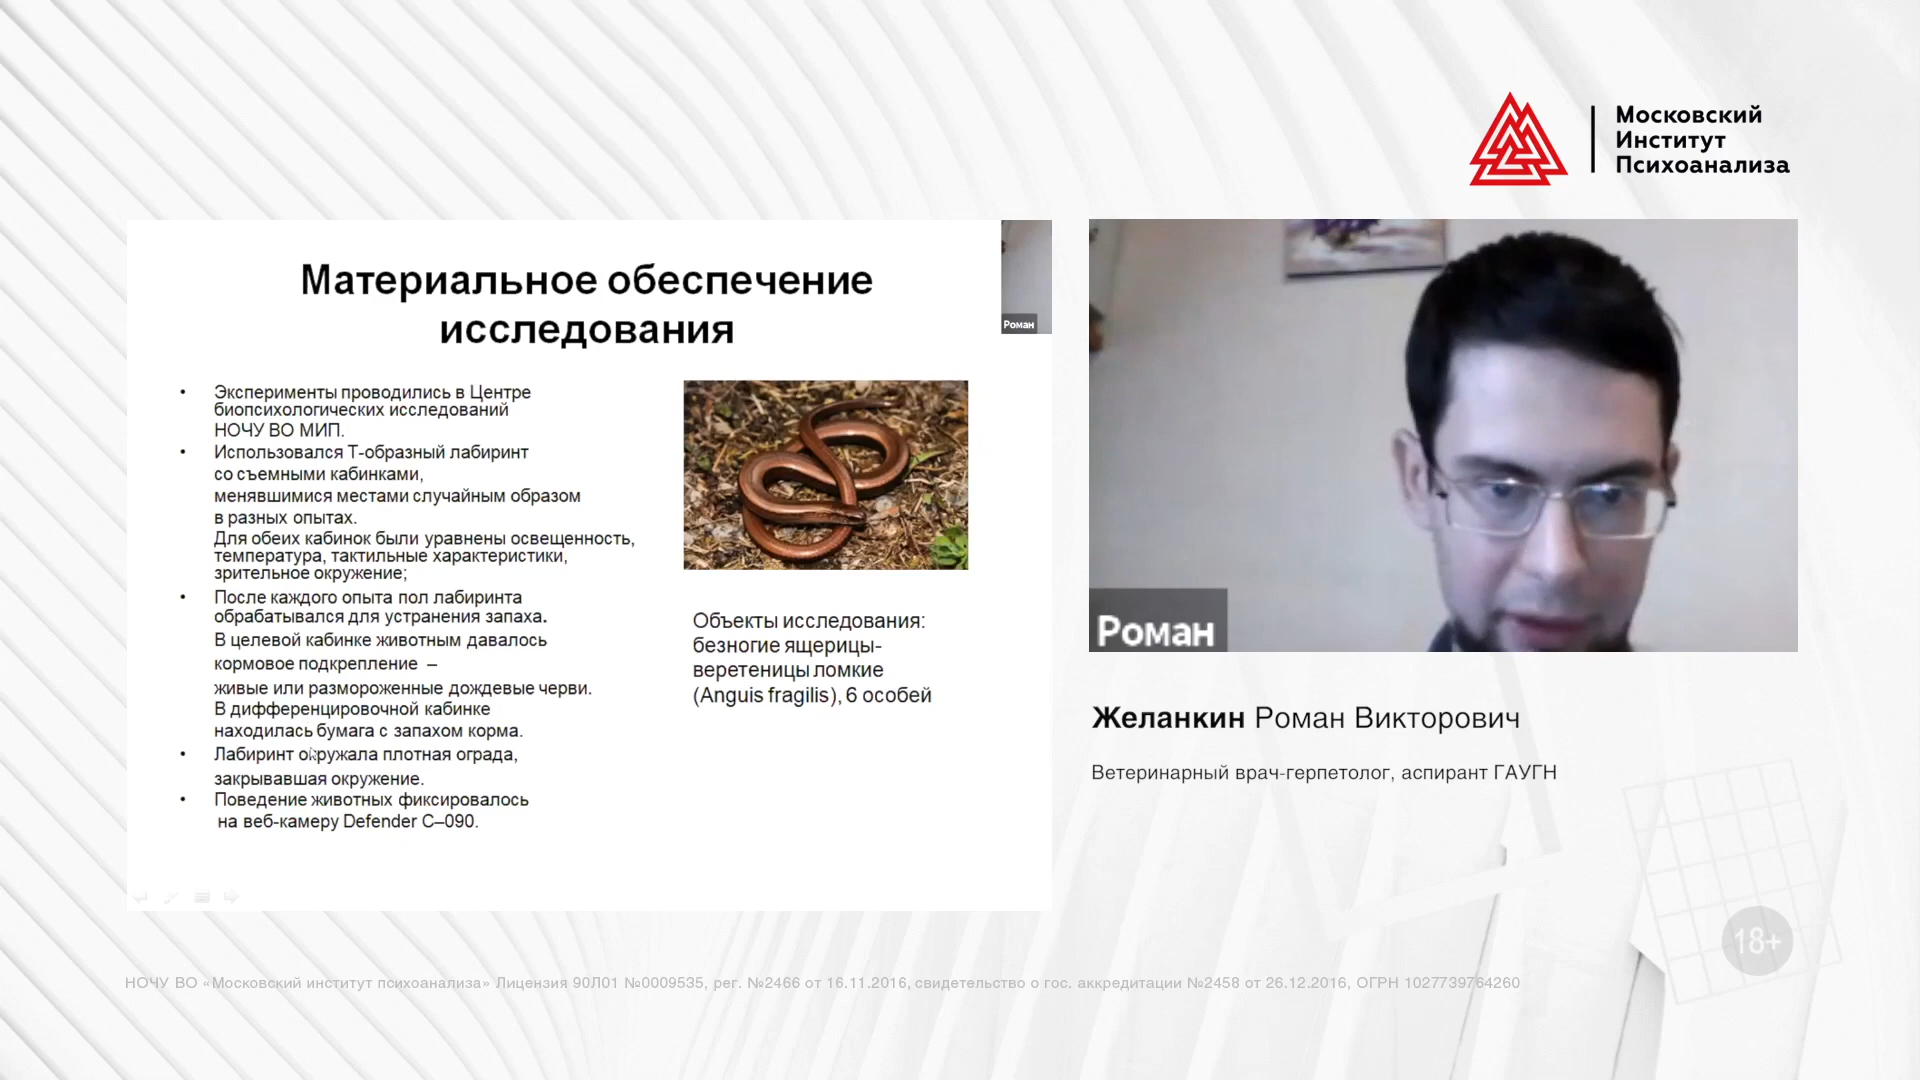 Московский
Институт
Психоанализа
Материальное обеспечение
исследования
Роман
• Эксперименты проводились в Центре
биопсихологических исследований
НОЧУ ВО МИП.
• Использовался Т-образный лабиринт
со съемными кабинками,
менявшимися местами случайным образом
в разных опытах.
Для обеих кабинок были уравнены освещенность,
температура, тактильные характеристики,
зрительное окружение;
• После каждого опыта пол лабиринта
обрабатывался для устранения запаха.
В целевой кабинке животным давалось
кормовое подкрепление –
живые или размороженные дождевые черви.
В дифференцировочной кабинке
находилась бумага с запахом корма.
• Лабиринт окружала плотная ограда,
закрывавшая окружение.
• Поведение животных фиксировалось
на веб-камеру Defender C–090.
Объекты исследования:
безногие ящерицы-
веретеницы ломкие
(Anguis fragilis), 6 особей
Роман
Желанкин Роман Викторович
Ветеринарный врач-герпетолог, аспирант ГАУГН
18+
НОЧУ ВО «Московский институт психоанализа» Лицензия 90Л01 №0009535, рег. №2466 от 16.11.2016, свидетельство о гос. аккредитации №2458 от 26.12.2016, ОГРН 1027739764260